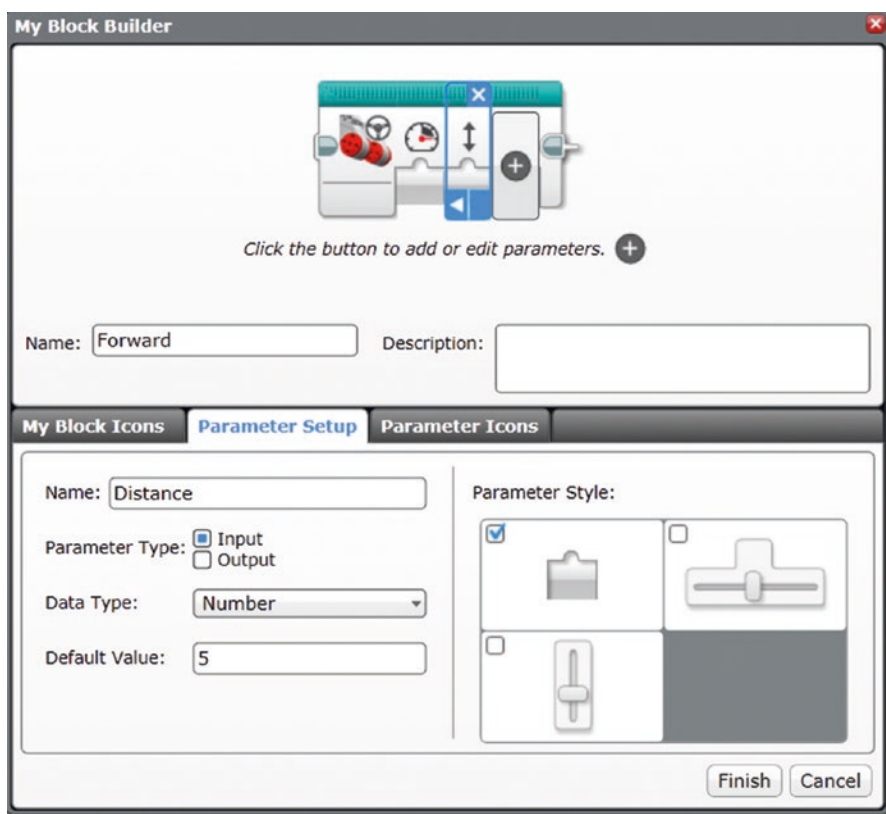 My Block Builder
Click the button to add or edit parameters.
Name: Forward
Description:
My Block Icons
Parameter Setup
Parameter Icons
Name: Distance
Parameter Type: Input
Output
Data Type: Number
Default Value: 5
Parameter Style:
Finish
Cancel